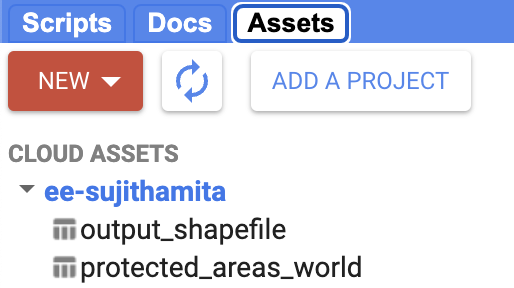 Scripts Docs Assets
NEW ADD A PROJECT
CLOUD ASSETS
ee-sujithamita
output_shapefile
protected_areas_world